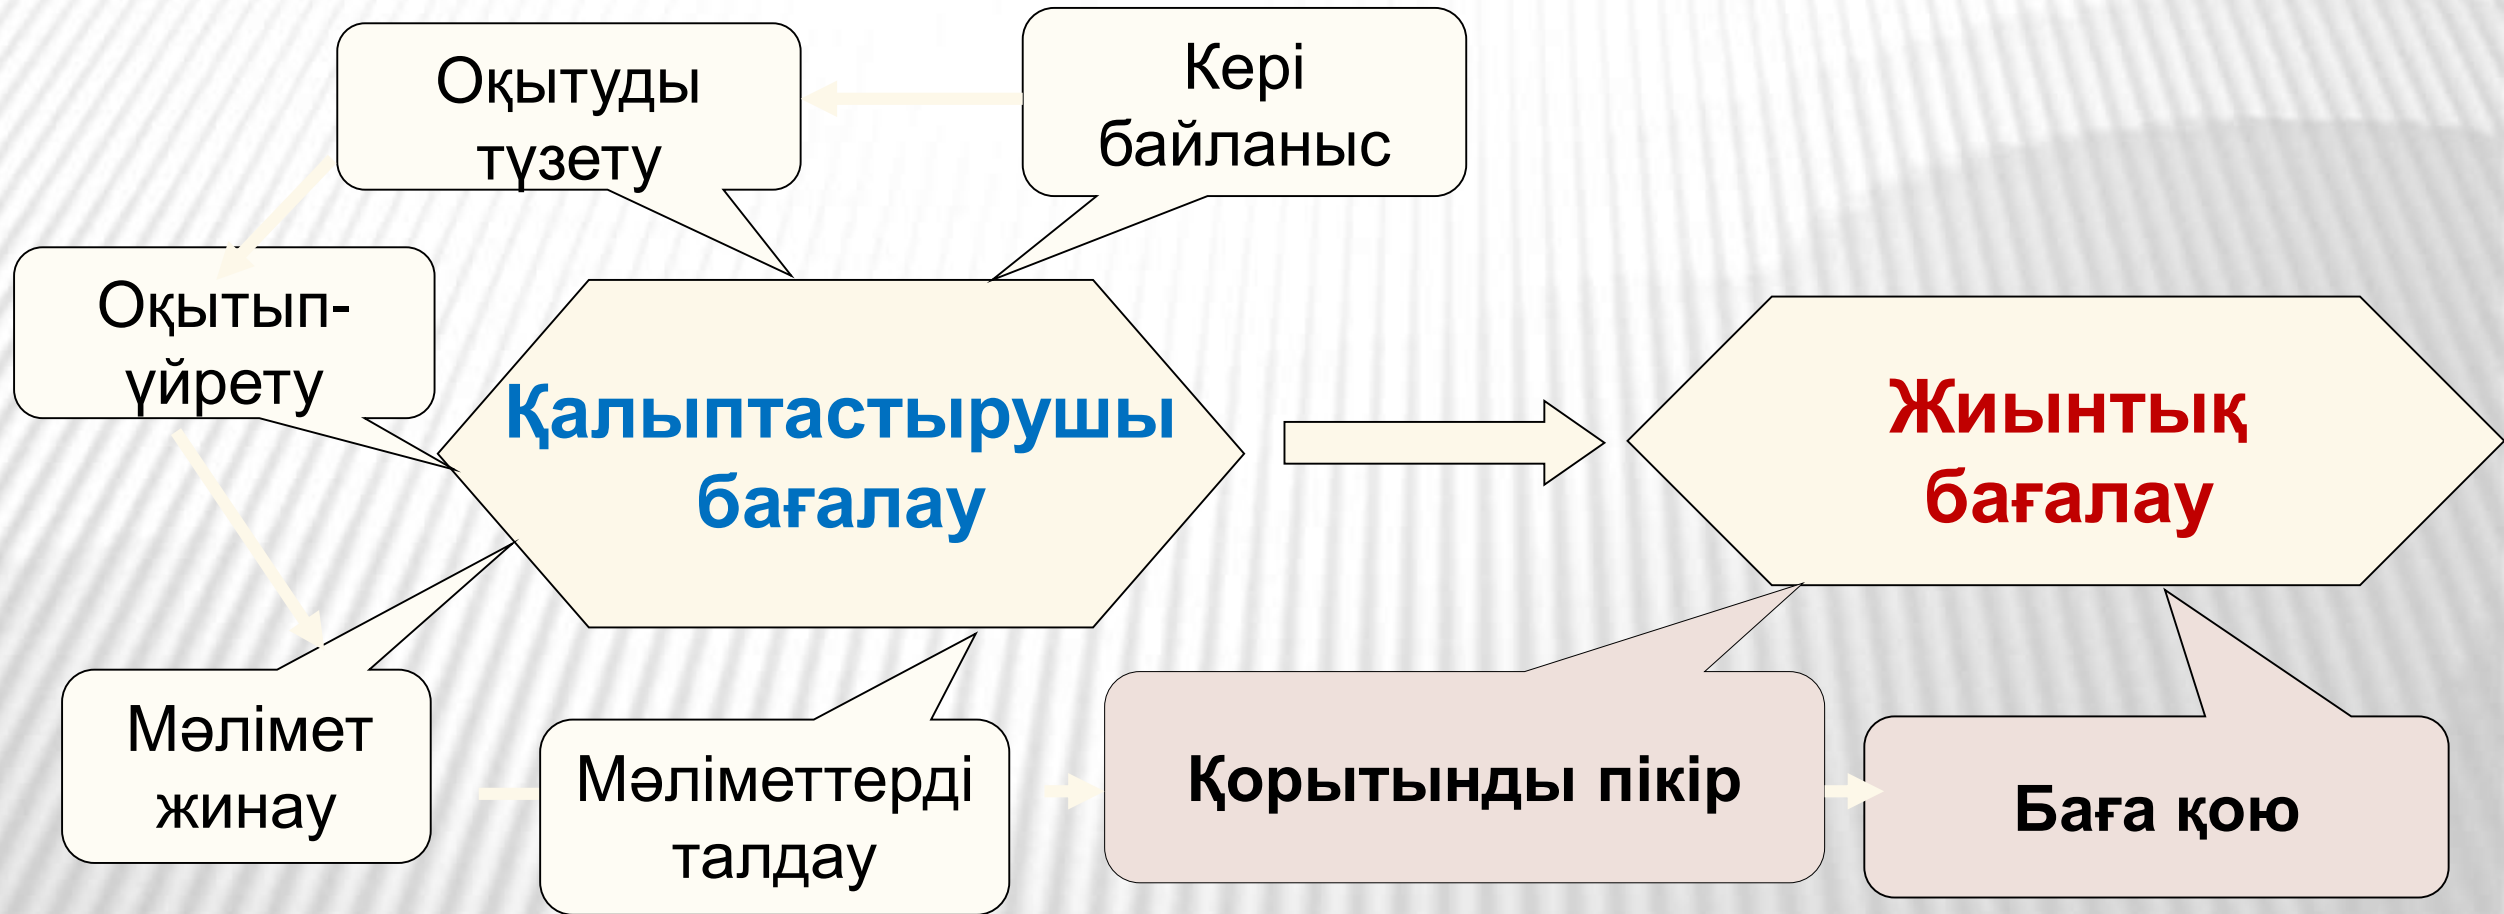 Оқытуды
түзету
Кері
байланыс
Оқытып-
үйрету
Қалыптастырушы
бағалау
Жиынтық
бағалау
Мәлімет
жинау
Мәліметтерді
талдау
Қорытынды пікір
Баға қою